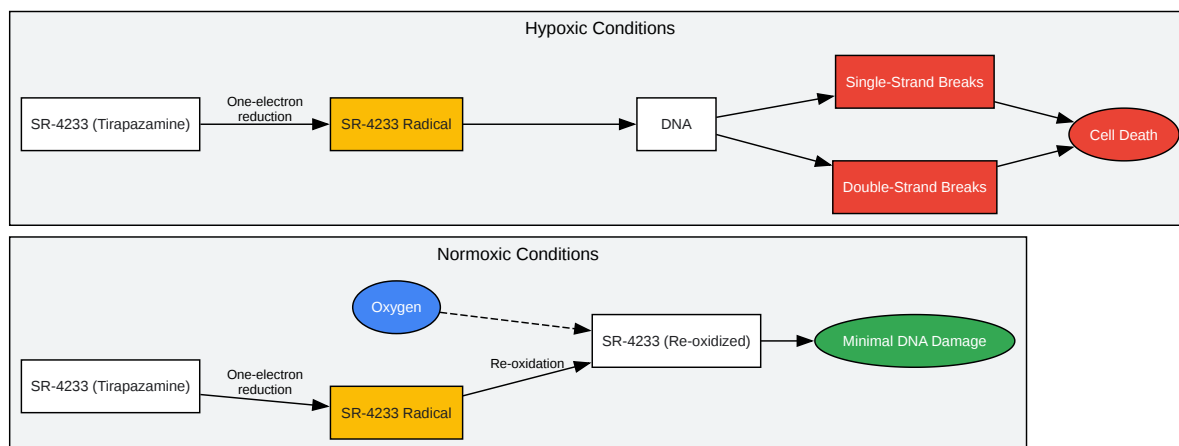 Hypoxic Conditions
SR-4233 (Tirapazamine)
One-electron
reduction
SR-4233 Radical
DNA
Single-Strand Breaks
Double-Strand Breaks
Cell Death
Normoxic Conditions
Oxygen
SR-4233 (Tirapazamine)
One-electron
reduction
SR-4233 Radical
Re-oxidation
SR-4233 (Re-oxidized)
Minimal DNA Damage